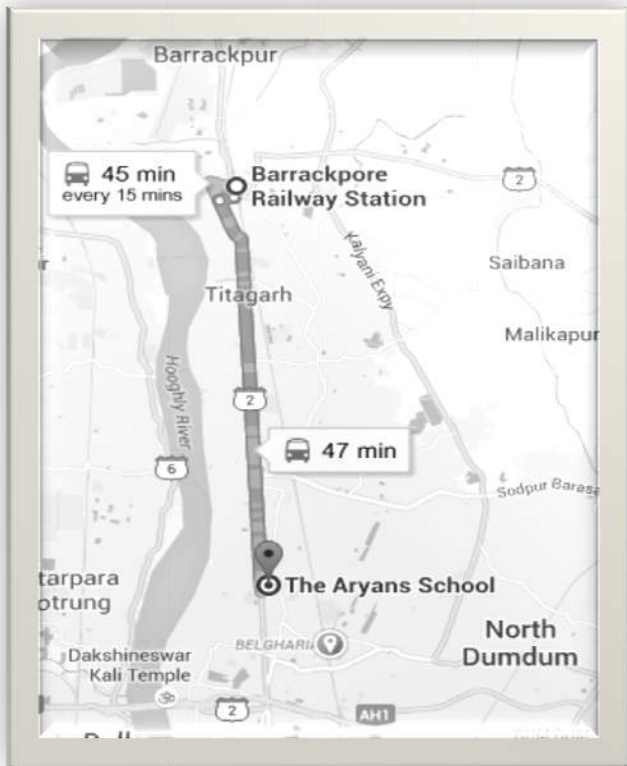 Barrackpur
45 min
every 15 mins
Barrackpore
Railway Station
2
Kalyani Expy
Saibana
Titagarh
Malikapur
Hooghly River
2
47 min
6
Sodpur Barasa
The Aryans School
tarpara
otrung
BELGHARIA
North
Dumdum
Dakshineswar
Kali Temple
2
AH1